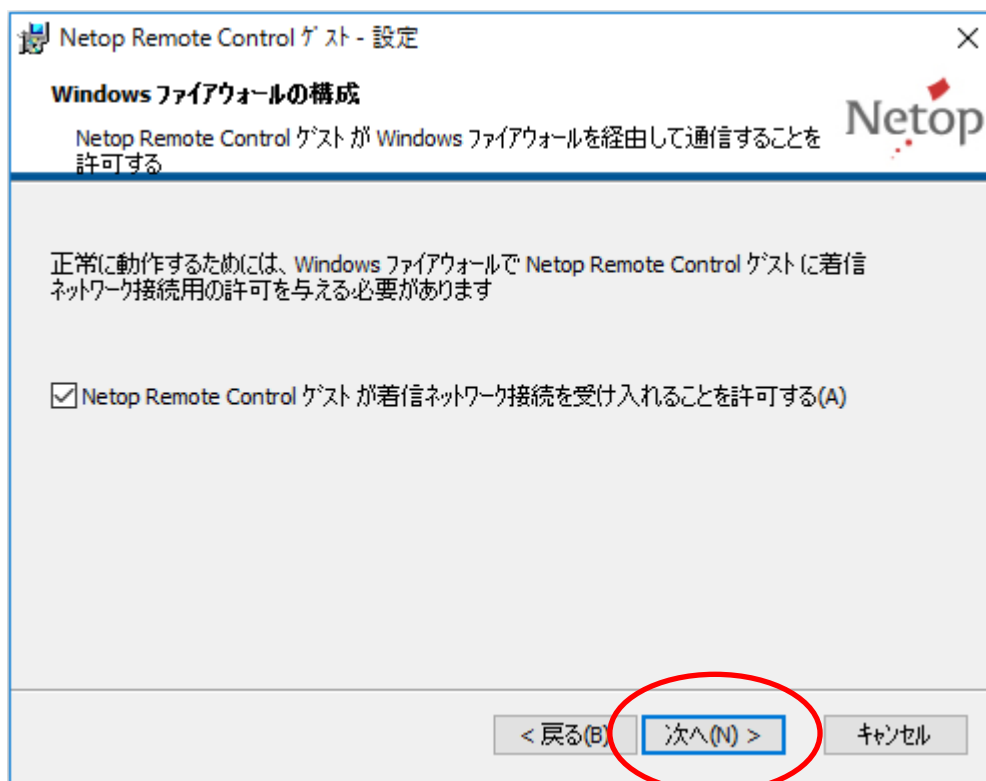 Netop Remote Control ゲスト - 設定
Windows ファイアウォールの構成
Netop
Netop Remote Control ゲスト が Windows ファイアウォールを経由して通信することを
許可する
正常に動作するためには、Windows ファイアウォールで Netop Remote Control ゲスト に着信
ネットワーク接続用の許可を与える必要があります
Netop Remote Control ゲスト が着信ネットワーク接続を受け入れることを許可する(A)
< 戻る(B) 次へ(N) > キャンセル